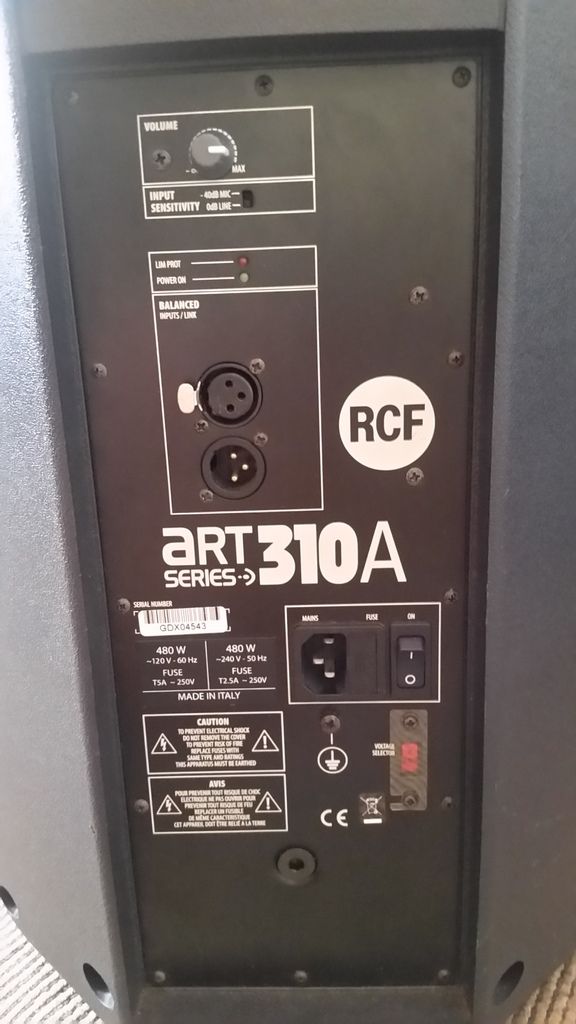 VOLUME
-∞
MAX
INPUT SENSITIVITY
-40dB MIC
0dB LINE
LIM PROT
POWER ON
BALANCED
INPUTS / LINK
RCF
ART
SERIES
310A
SERIAL NUMBER
GDX04543
480 W
~120 V - 60 Hz
FUSE
T5A ~ 250V
480 W
~240 V - 50 Hz
FUSE
T2.5A ~ 250V
MADE IN ITALY
MAINS
FUSE
ON
I
O
CAUTION
TO PREVENT ELECTRICAL SHOCK
DO NOT REMOVE THE COVER
TO PREVENT RISK OF FIRE
REPLACE FUSES WITH
SAME TYPE AND RATINGS
THIS APPARATUS MUST BE EARTHED
VOLTAGE
SELECTOR
AVIS
POUR PREVENIR TOUT RISQUE DE CHOC
ÉLECTRIQUE NE PAS OUVRIR POUR
PREVENIR TOUT RISQUE DE FEU
REPLACER UN FUSIBLE
DE MÊME CARACTÉRISTIQUE
CET APPAREIL DOIT ÊTRE RELIÉ A LA TERRE
CE